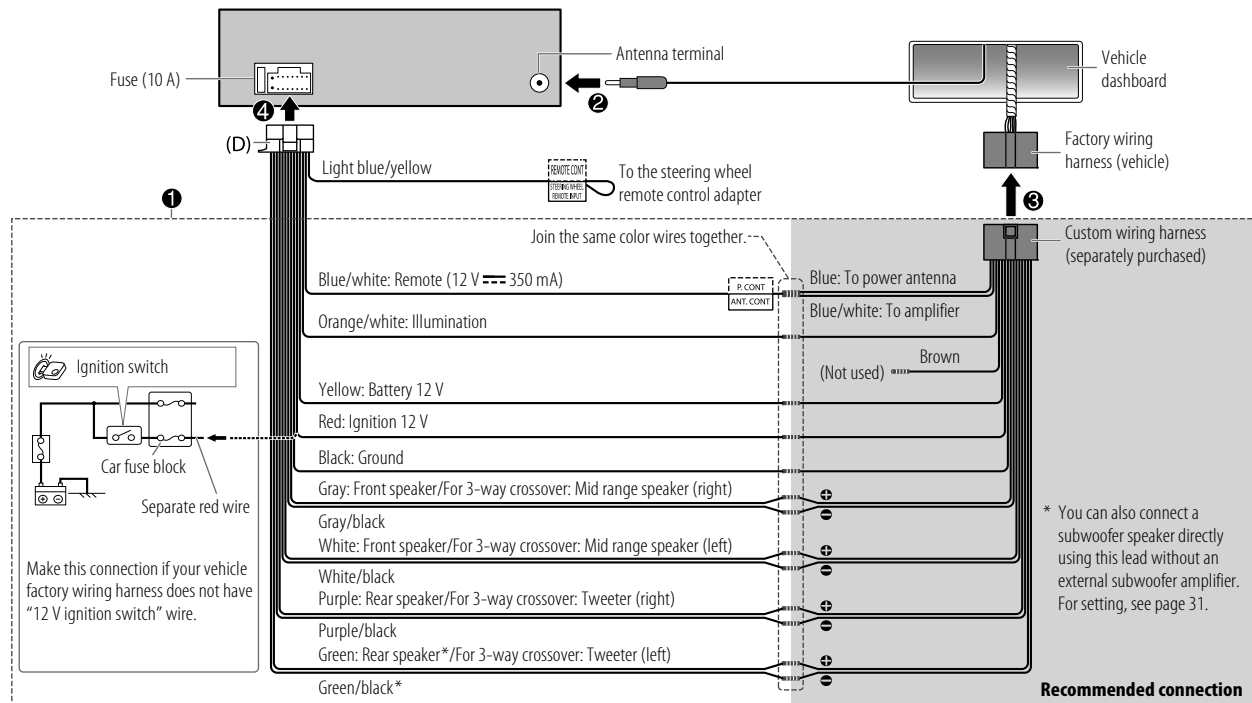 Antenna terminal
Fuse (10 A)
Vehicle
dashboard
❷
❹
(D)
Factory wiring
harness (vehicle)
Light blue/yellow
REMOTE CONT
STEERING WHEEL
REMOTE INPUT
To the steering wheel
remote control adapter
❶
❸
Join the same color wires together.
Custom wiring harness
(separately purchased)
Blue/white: Remote (12 V ⎓ 350 mA)
P. CONT
ANT. CONT
Blue: To power antenna
Blue/white: To amplifier
Orange/white: Illumination
Ignition switch
Brown
(Not used)
Yellow: Battery 12 V
Red: Ignition 12 V
Car fuse block
Black: Ground
Separate red wire
Gray: Front speaker/For 3-way crossover: Mid range speaker (right)
+
−
Gray/black
White: Front speaker/For 3-way crossover: Mid range speaker (left)
+
−
White/black
Purple: Rear speaker/For 3-way crossover: Tweeter (right)
+
−
Purple/black
Green: Rear speaker*/For 3-way crossover: Tweeter (left)
+
−
Green/black*
Make this connection if your vehicle
factory wiring harness does not have
“12 V ignition switch” wire.
* You can also connect a
subwoofer speaker directly
using this lead without an
external subwoofer amplifier.
For setting, see page 31.
Recommended connection